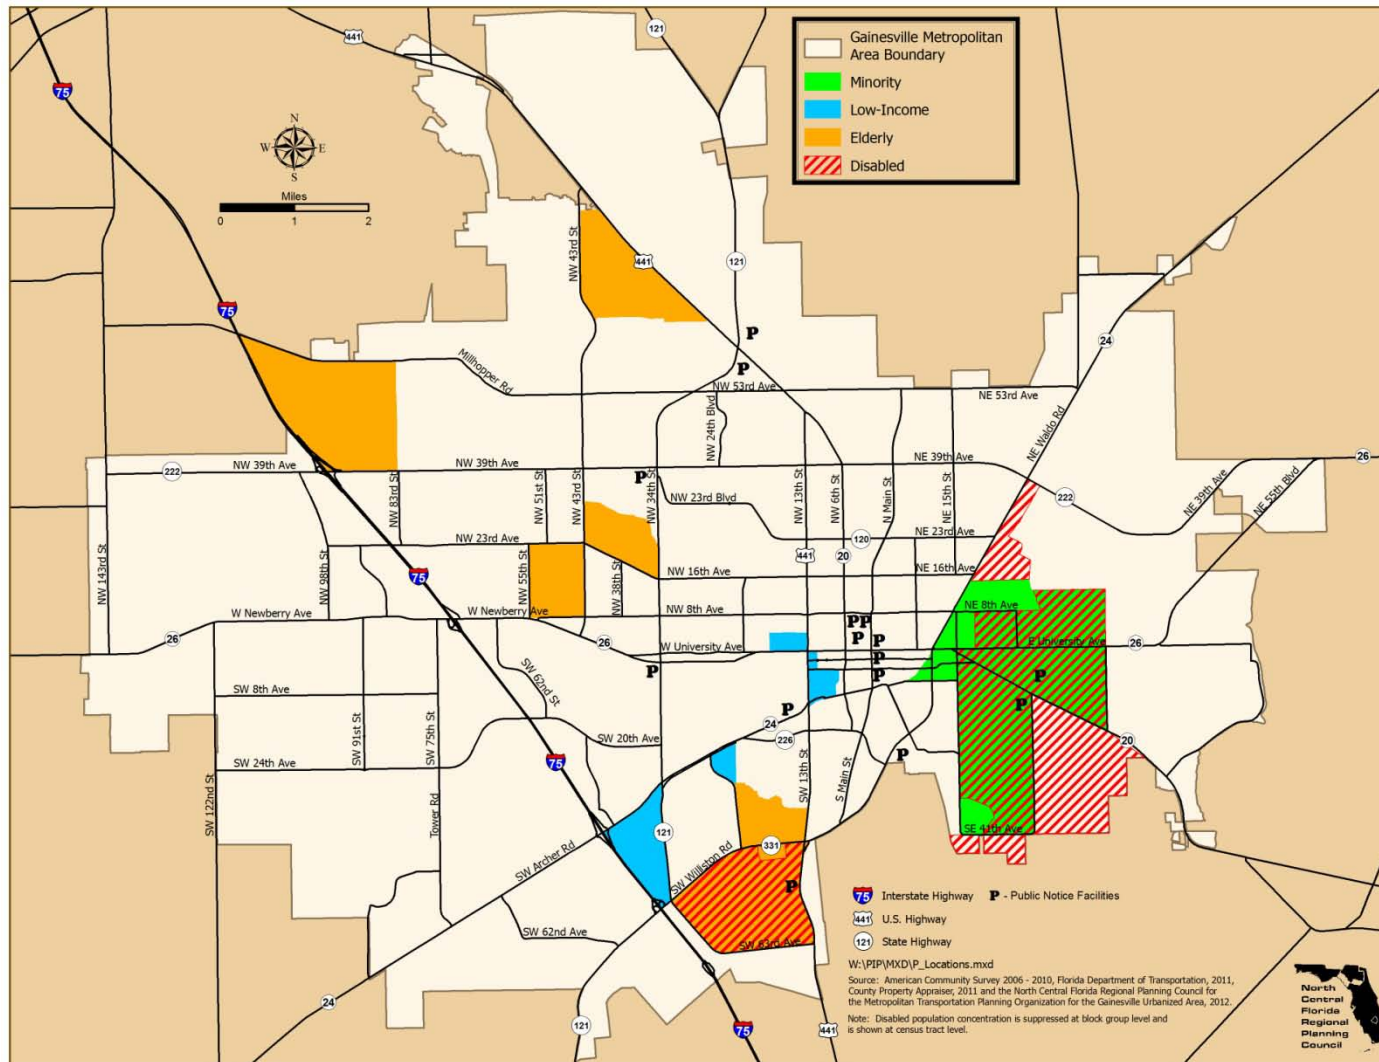 Gainesville Metropolitan
Area Boundary
Minority
Low-Income
Elderly
Disabled
441
121
75
N
W E
S
Miles
0 1 2
NW 43rd St
441
121
75
24
Millhopper Rd
NW 53rd Ave
NE 53rd Ave
NW 24th Blvd
NE Waldo Rd
P
P
222
NW 39th Ave
NW 39th Ave
NE 39th Ave
26
NW 83rd St
NW 51st St
NW 43rd St
P
NW 34th St
NW 23rd Blvd
NW 13th St
NW 6th St
N Main St
NE 15th St
222
NE 39th Ave
NE 55th Blvd
NW 143rd St
NW 98th St
NW 23rd Ave
120
NE 23rd Ave
75
NW 55th St
NW 38th St
NW 16th Ave
441
20
NE 16th Ave
W Newberry Ave
W Newberry Ave
NW 8th Ave
NE 8th Ave
26
26
W University Ave
PP
P
P
P
P
E University Ave
26
SW 8th Ave
SW 62nd St
P
P
P
P
SW 91st St
SW 75th St
SW 20th Ave
24
226
SW 24th Ave
75
SW 13th St
S Main St
P
20
SW 122nd St
Tower Rd
121
SW Archer Rd
SW Williston Rd
331
SE 41th Ave
P
SW 62nd Ave
SW 63rd Ave
24
121
75
441
75 Interstate Highway
P - Public Notice Facilities
441 U.S. Highway
121 State Highway
W:\PIP\MXD\P_Locations.mxd
Source: American Community Survey 2006 - 2010, Florida Department of Transportation, 2011,
County Property Appraiser, 2011 and the North Central Florida Regional Planning Council for
the Metropolitan Transportation Planning Organization for the Gainesville Urbanized Area, 2012.
Note: Disabled population concentration is suppressed at block group level and
is shown at census tract level.
North
Central
Florida
Regional
Planning
Council